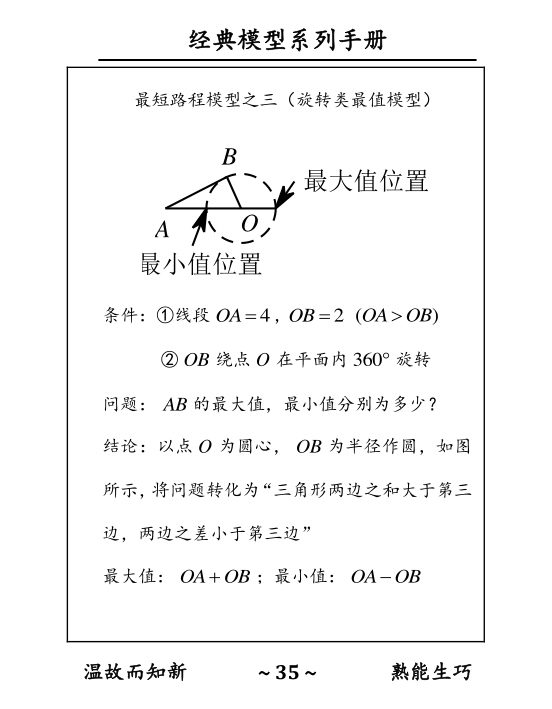 经典模型系列手册
最短路程模型之三（旋转类最值模型）
B
最大值位置
A
O
最小值位置
条件：①线段 OA=4，OB=2 (OA>OB)
② OB 绕点 O 在平面内 360° 旋转
问题： AB 的最大值，最小值分别为多少？
结论：以点 O 为圆心， OB 为半径作圆，如图
所示，将问题转化为“三角形两边之和大于第三
边，两边之差小于第三边”
最大值： OA+OB ；最小值： OA−OB
温故而知新 ~ 35 ~ 熟能生巧